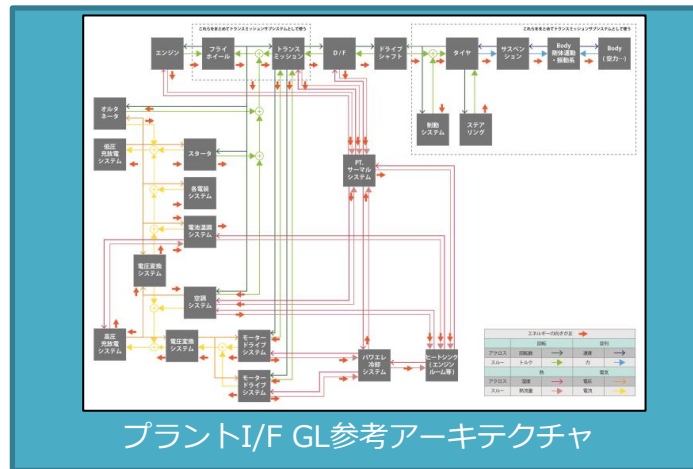 これらをまとめてトランスミッションサブシステムとして使う
これらをまとめてトランスミッションサブシステムとして使う
エンジン
フライ
ホイール
トランス
ミッション
D / F
ドライブ
シャフト
タイヤ
サスペン
ション
Body
剛体運動
・振動系
Body
(空力…)
オルタ
ネータ
制動
システム
ステア
リング
低圧
充放電
システム
スタータ
PT.
サーマル
システム
各電装
システム
電池温調
システム
電圧変換
システム
空調
システム
高圧
充放電
システム
電圧変換
システム
モーター
ドライブ
システム
モーター
ドライブ
システム
パワエレ
冷却
システム
ヒートシンク
(エンジン
ルーム等)
エネルギーの向きが正
回転 並列
アクロス 回転数 速度
スルー トルク 力
熱 電気
アクロス 温度 電圧
スルー 熱流量 電流
プラントI/F GL参考アーキテクチャ